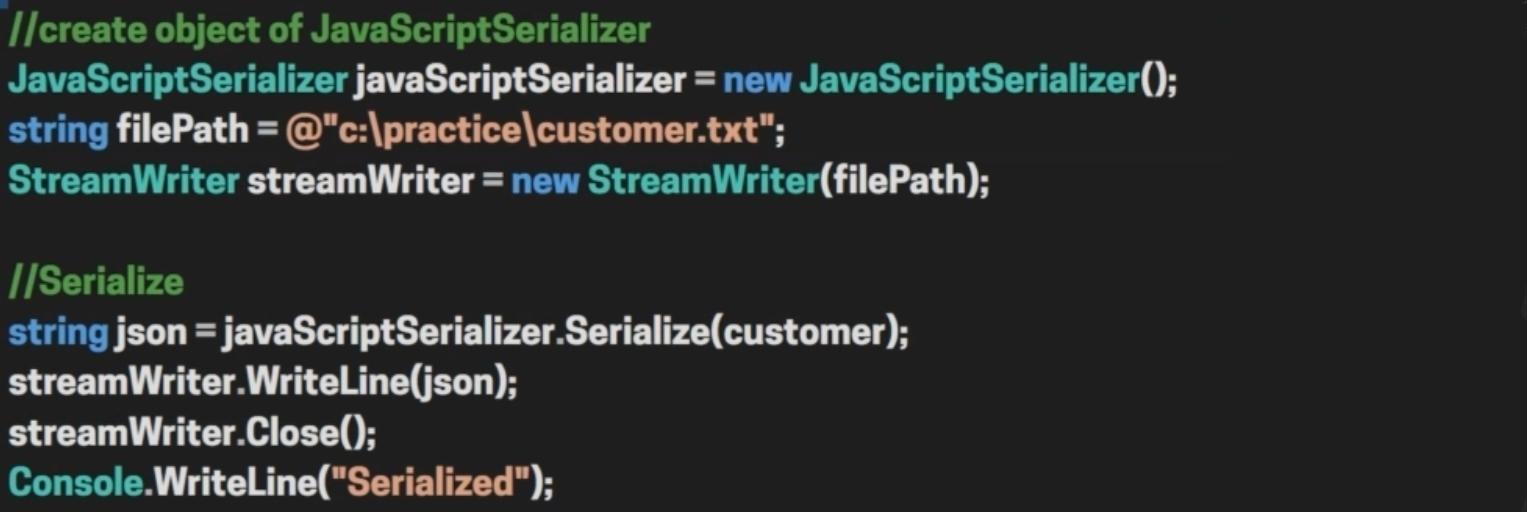 //create object of JavaScriptSerializer
JavaScriptSerializer javaScriptSerializer = new JavaScriptSerializer();
string filePath = @"c:\practice\customer.txt";
StreamWriter streamWriter = new StreamWriter(filePath);
//Serialize
string json = javaScriptSerializer.Serialize(customer);
streamWriter.WriteLine(json);
streamWriter.Close();
Console.WriteLine("Serialized");